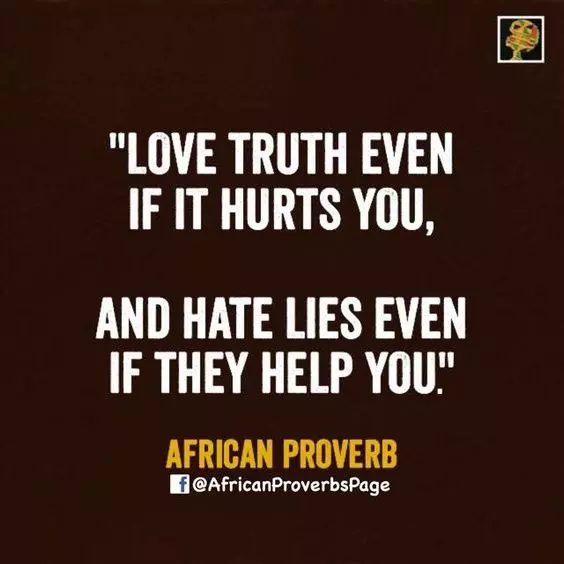 "LOVE TRUTH EVEN
IF IT HURTS YOU,
AND HATE LIES EVEN
IF THEY HELP YOU."
AFRICAN PROVERB
f @AfricanProverbsPage